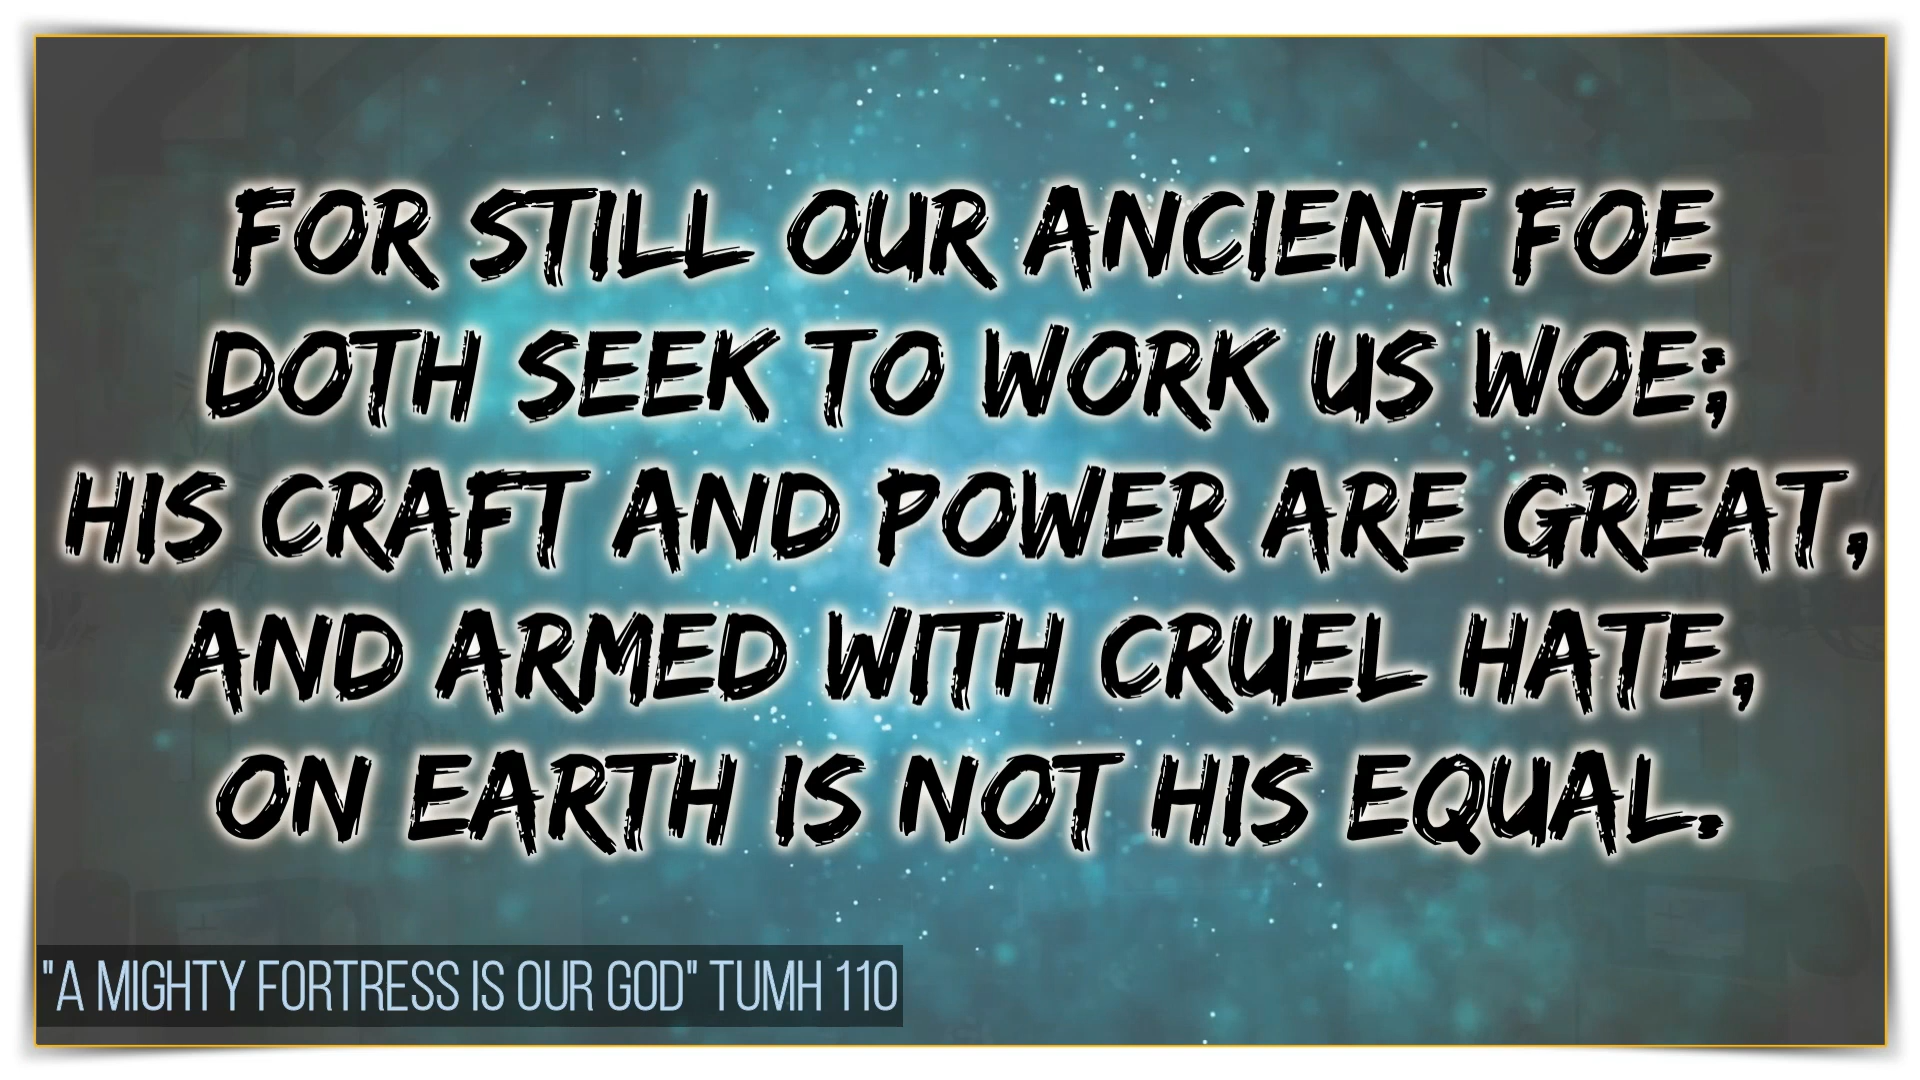 FOR STILL OUR ANCIENT FOE
DOTH SEEK TO WORK US WOE;
HIS CRAFT AND POWER ARE GREAT,
AND ARMED WITH CRUEL HATE,
ON EARTH IS NOT HIS EQUAL.
"A MIGHTY FORTRESS IS OUR GOD" TUMH 110